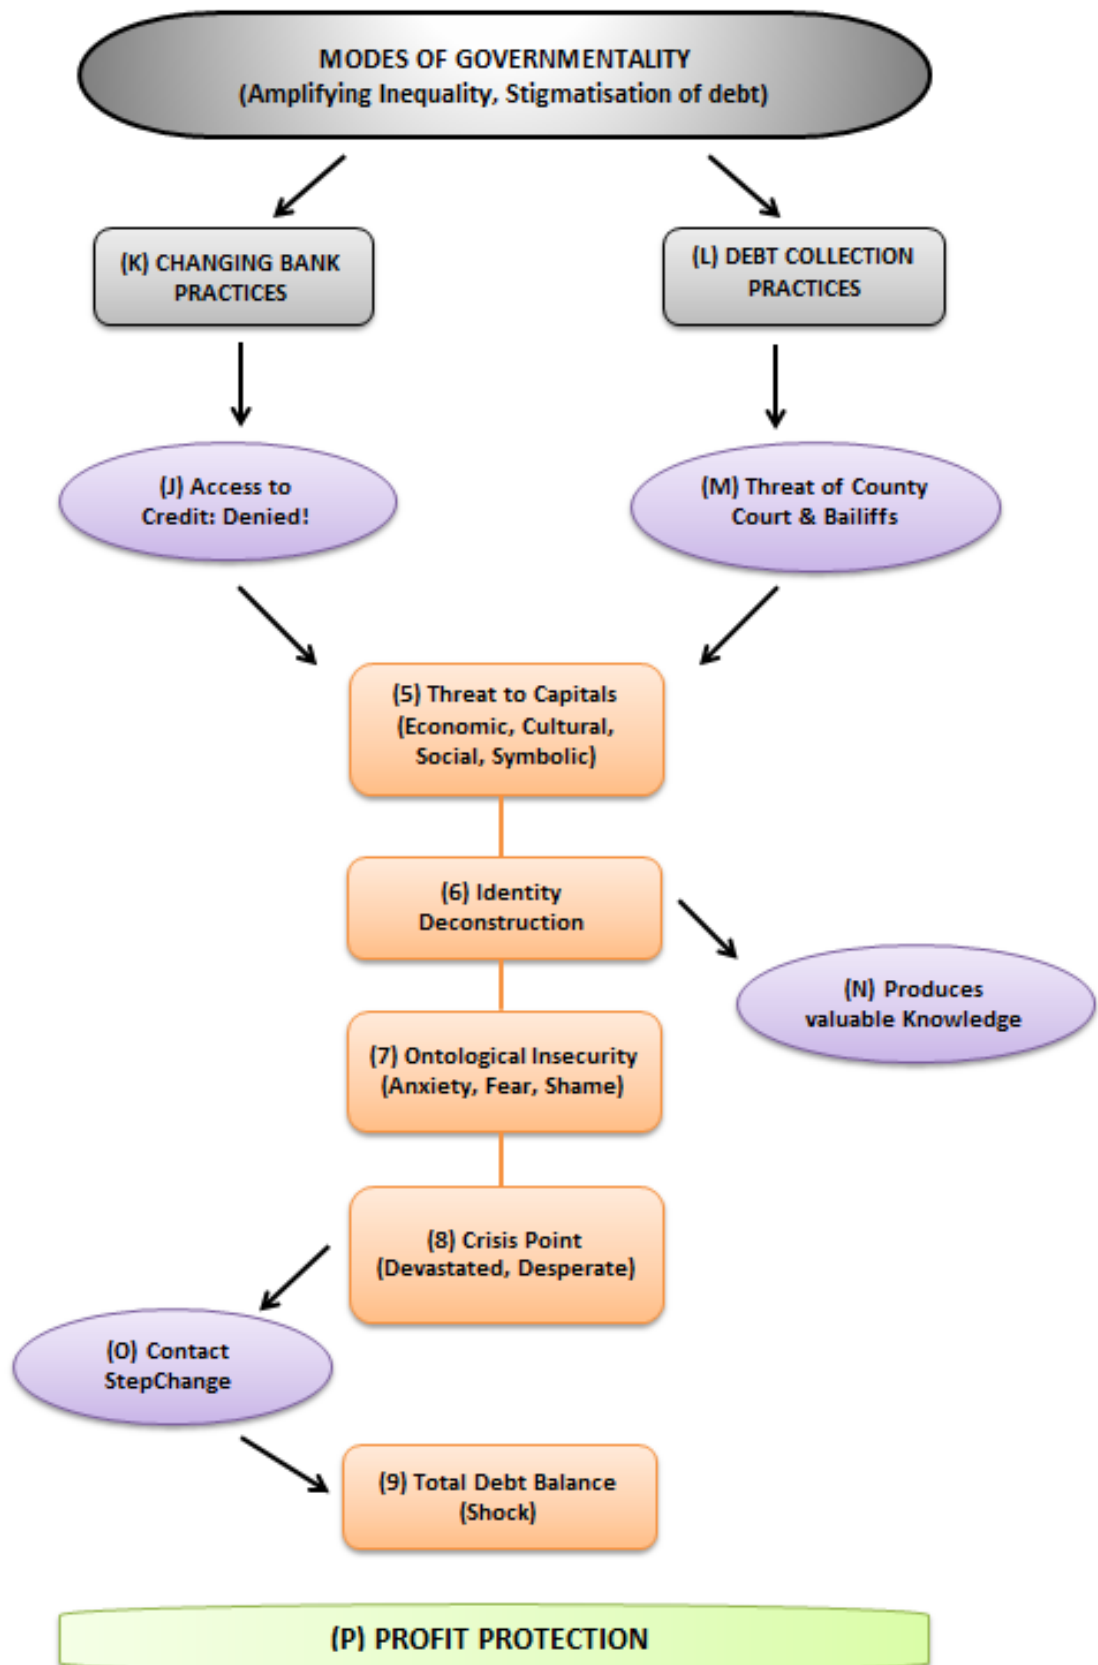 MODES OF GOVERNMENTALITY
(Amplifying Inequality, Stigmatisation of debt)
(K) CHANGING BANK
PRACTICES
(L) DEBT COLLECTION
PRACTICES
(J) Access to
Credit: Denied!
(M) Threat of County
Court & Bailiffs
(5) Threat to Capitals
(Economic, Cultural,
Social, Symbolic)
(6) Identity
Deconstruction
(N) Produces
valuable Knowledge
(7) Ontological Insecurity
(Anxiety, Fear, Shame)
(8) Crisis Point
(Devastated, Desperate)
(O) Contact
StepChange
(9) Total Debt Balance
(Shock)
(P) PROFIT PROTECTION